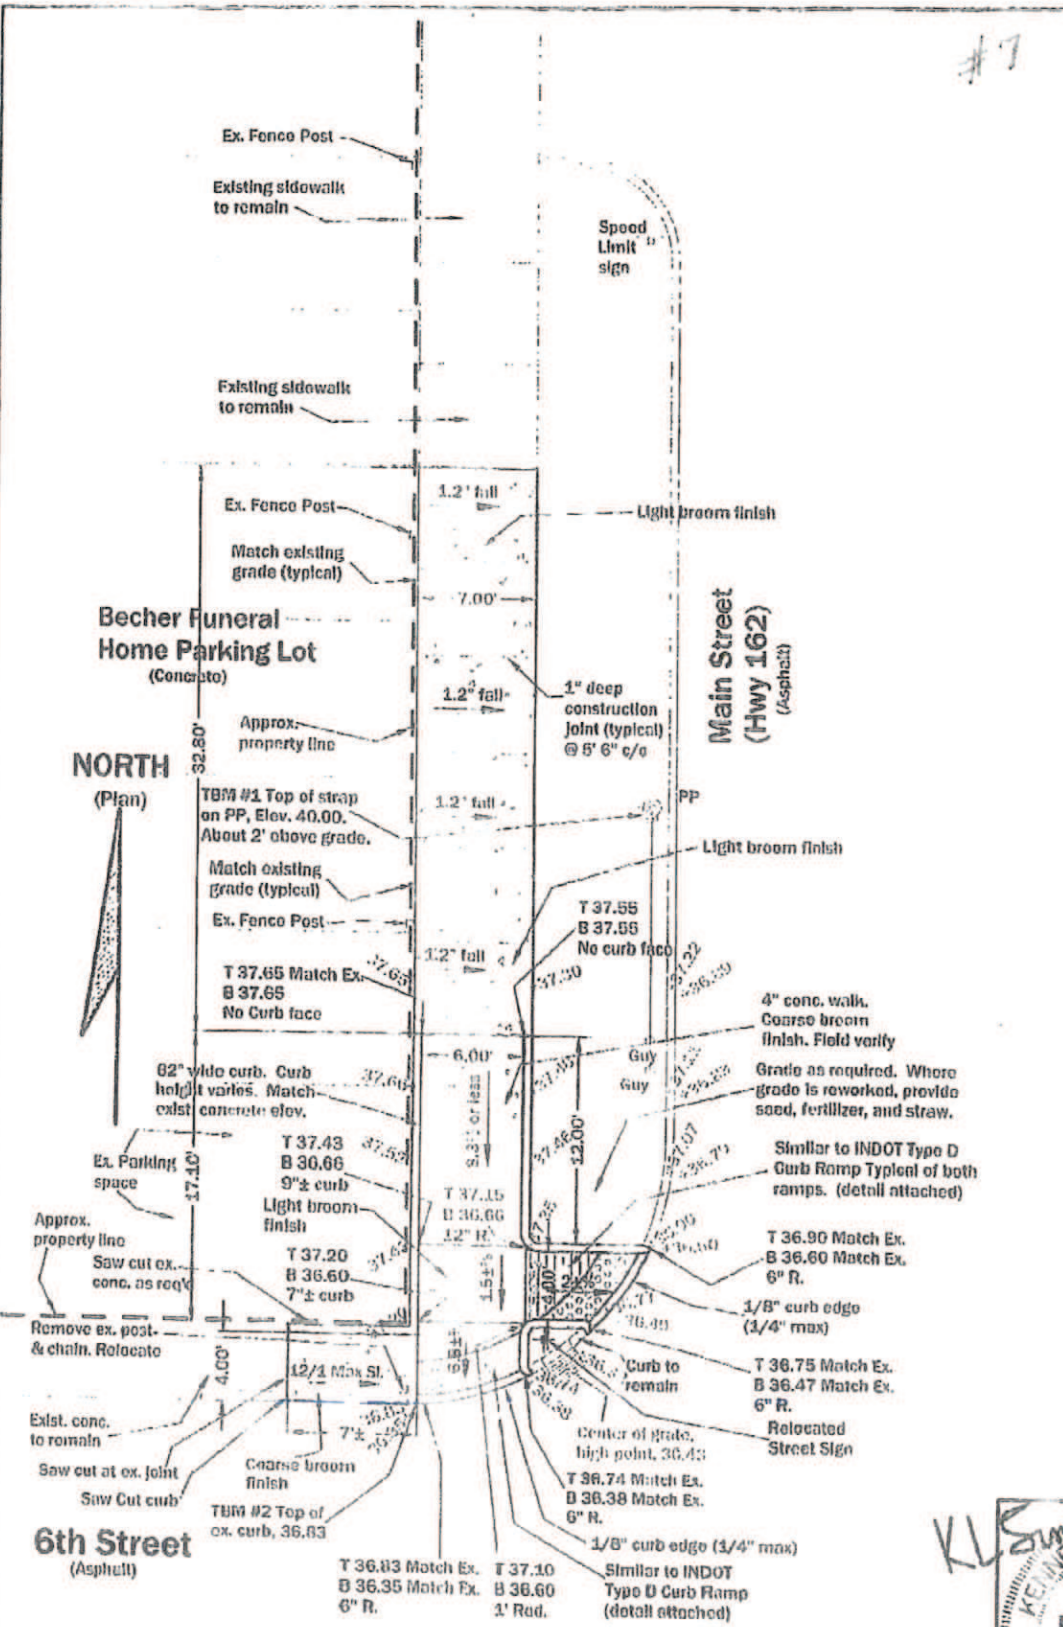 #7
Ex. Fence Post
Existing sidewalk
to remain
Speed
Limit
sign
Existing sidewalk
to remain
1.2" fall
Ex. Fence Post
Light broom finish
Match existing
grade (typical)
7.00'
Becher Funeral
Home Parking Lot
(Concrete)
Main Street
(Hwy 162)
(Asphalt)
1.2" fall
1" deep
construction
joint (typical)
@ 5' 6" c/c
Approx.
property line
32.80'
NORTH
(Plan)
TBM #1 Top of strap
on PP, Elev. 40.00.
About 2' above grade.
1.2" fall
PP
Light broom finish
Match existing
grade (typical)
Ex. Fence Post
T 37.55
B 37.55
No curb face
1.2" fall
37.65
37.30
37.22
T 37.65 Match Ex.
B 37.65
No Curb face
4" conc. walk.
Coarse broom
finish. Field verify
6.00'
Guy
Guy
wide curb. Curb
height varies. Match
exist. concrete elev.
Grade as required. Where
grade is reworked, provide
seed, fertilizer, and straw.
or less
12.00'
37.46
37.07
Ex. Parking
space
17.10'
T 37.43
B 36.66
9"± curb
Similar to INDOT Type D
Curb Ramp Typical of both
ramps. (detail attached)
T 37.15
B 36.66
12" R.
Light broom
finish
Approx.
property line
Saw cut ex.
conc. as req'd
T 37.20
B 36.60
7"± curb
4.00'
T 36.90 Match Ex.
B 36.60 Match Ex.
6" R.
1/8" curb edge
(1/4" max)
Remove ex. post
& chain. Relocate
4.00'
12/1 Max Sl.
Curb to
remain
T 36.75 Match Ex.
B 36.47 Match Ex.
6" R.
Exist. conc.
to remain
7'±
Center of grate,
high point, 36.43
Relocated
Street Sign
Saw cut at ex. joint
Coarse broom
finish
Saw Cut curb
T 36.74 Match Ex.
B 36.38 Match Ex.
6" R.
TBM #2 Top of
ex. curb, 36.83
6th Street
(Asphalt)
1/8" curb edge (1/4" max)
T 36.83 Match Ex.
B 36.35 Match Ex.
6" R.
T 37.10
B 36.60
1' Rad.
Similar to INDOT
Type D Curb Ramp
(detail attached)